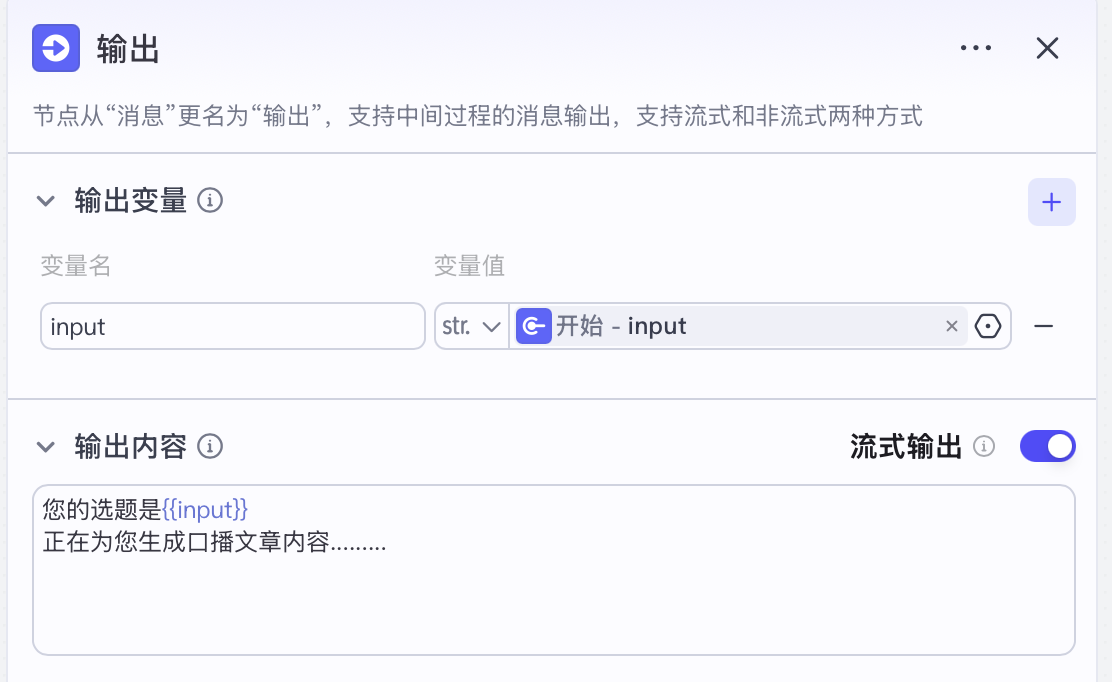 输出
节点从“消息”更名为“输出”，支持中间过程的消息输出，支持流式和非流式两种方式
输出变量
变量名 变量值
input str. 开始 - input
输出内容 流式输出
您的选题是{{input}}
正在为您生成口播文章内容.........